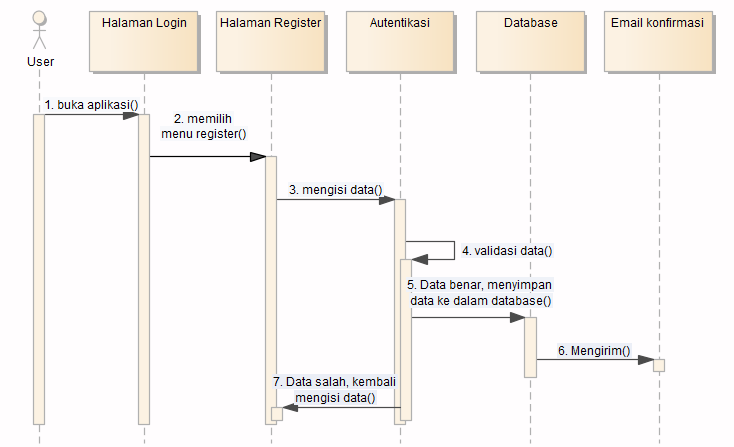 User
Halaman Login
Halaman Register
Autentikasi
Database
Email konfirmasi
1. buka aplikasi()
2. memilih
menu register()
3. mengisi data()
4. validasi data()
5. Data benar, menyimpan
data ke dalam database()
6. Mengirim()
7. Data salah, kembali
mengisi data()